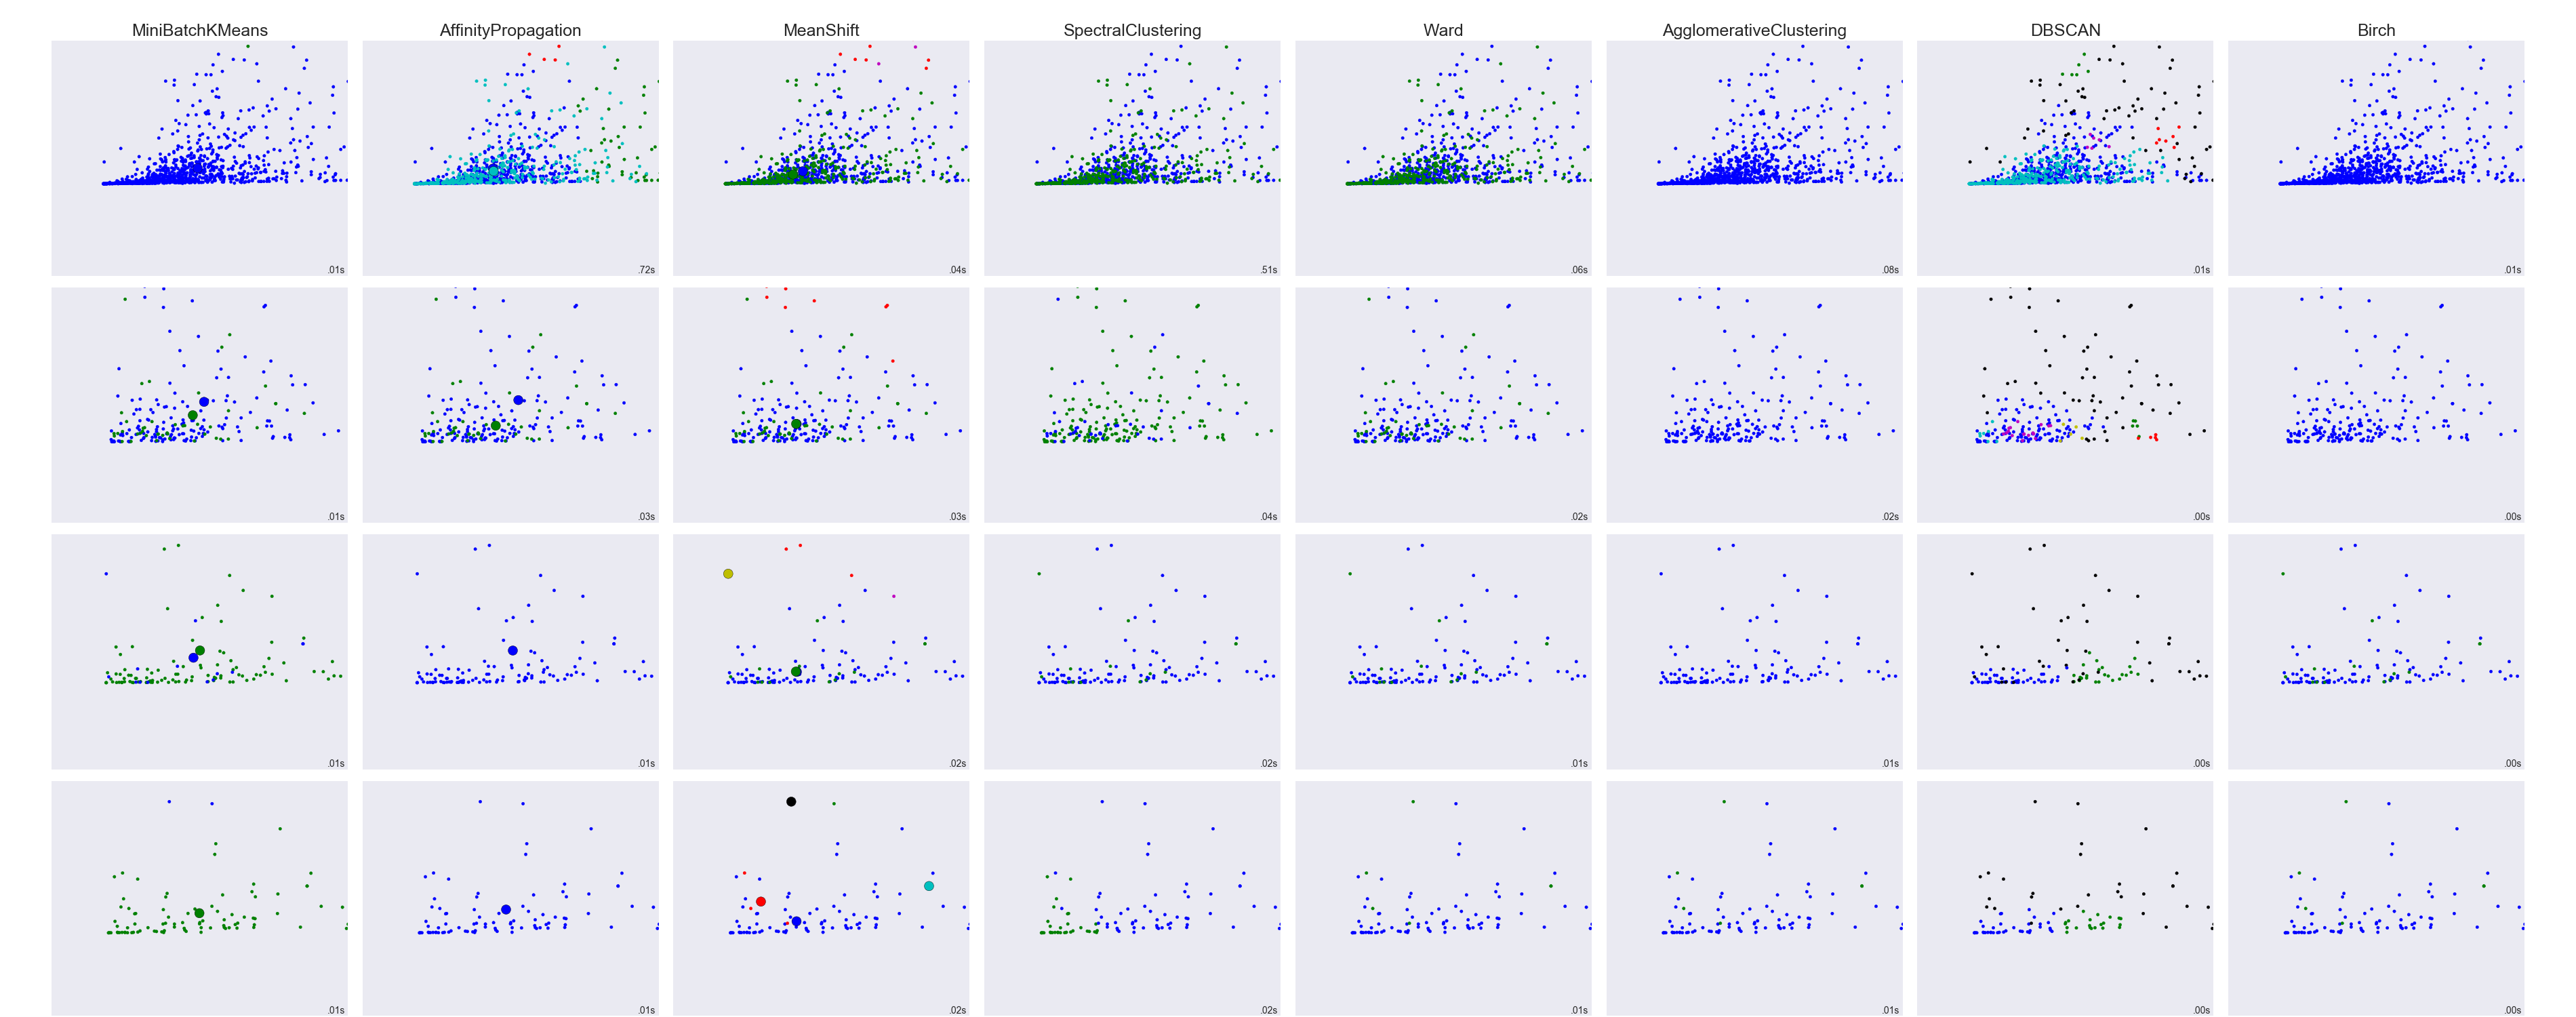 MiniBatchKMeans AffinityPropagation MeanShift SpectralClustering Ward AgglomerativeClustering DBSCAN Birch
.01s .72s .04s .51s .06s .08s .01s .01s
.01s .03s .03s .04s .02s .02s .00s .00s
.01s .01s .02s .02s .01s .01s .00s .00s
.01s .01s .02s .02s .01s .01s .00s .00s